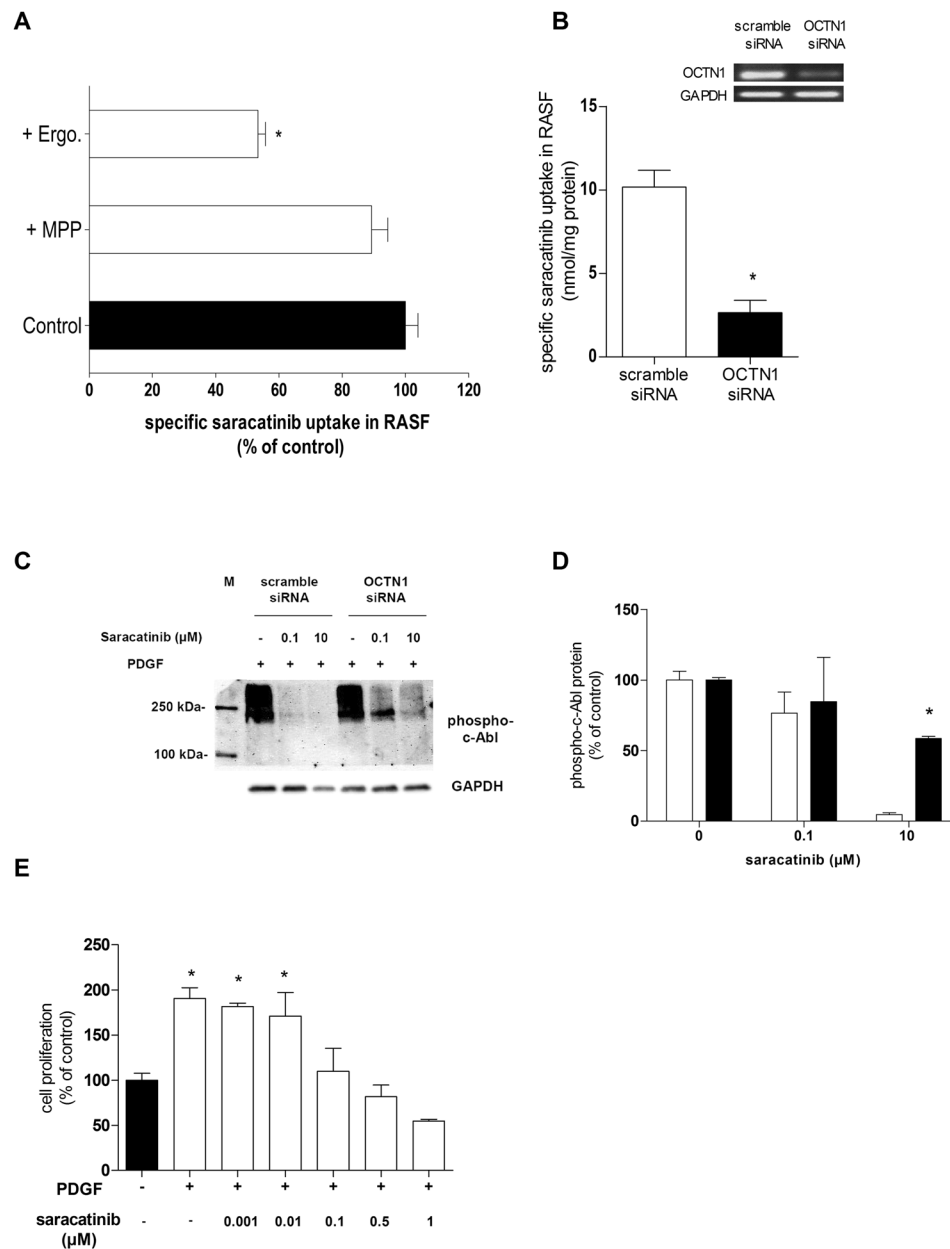 A
+ Ergo.
*
+ MPP
Control
0 20 40 60 80 100 120
specific saracatinib uptake in RASF
(% of control)
B
scramble OCTN1
siRNA siRNA
OCTN1
GAPDH
specific saracatinib uptake in RASF
(nmol/mg protein)
15
10
5
0
*
scramble OCTN1
siRNA siRNA
C
M scramble OCTN1
siRNA siRNA
Saracatinib (µM) - 0.1 10 - 0.1 10
PDGF + + + + + +
250 kDa-
100 kDa-
phospho-
c-Abl
GAPDH
D
phospho-c-Abl protein
(% of control)
150
100
50
0
*
0 0.1 10
saracatinib (µM)
E
cell proliferation
(% of control)
250
200
150
100
50
0
* * *
PDGF - + + + + + +
saracatinib - - 0.001 0.01 0.1 0.5 1
(µM)